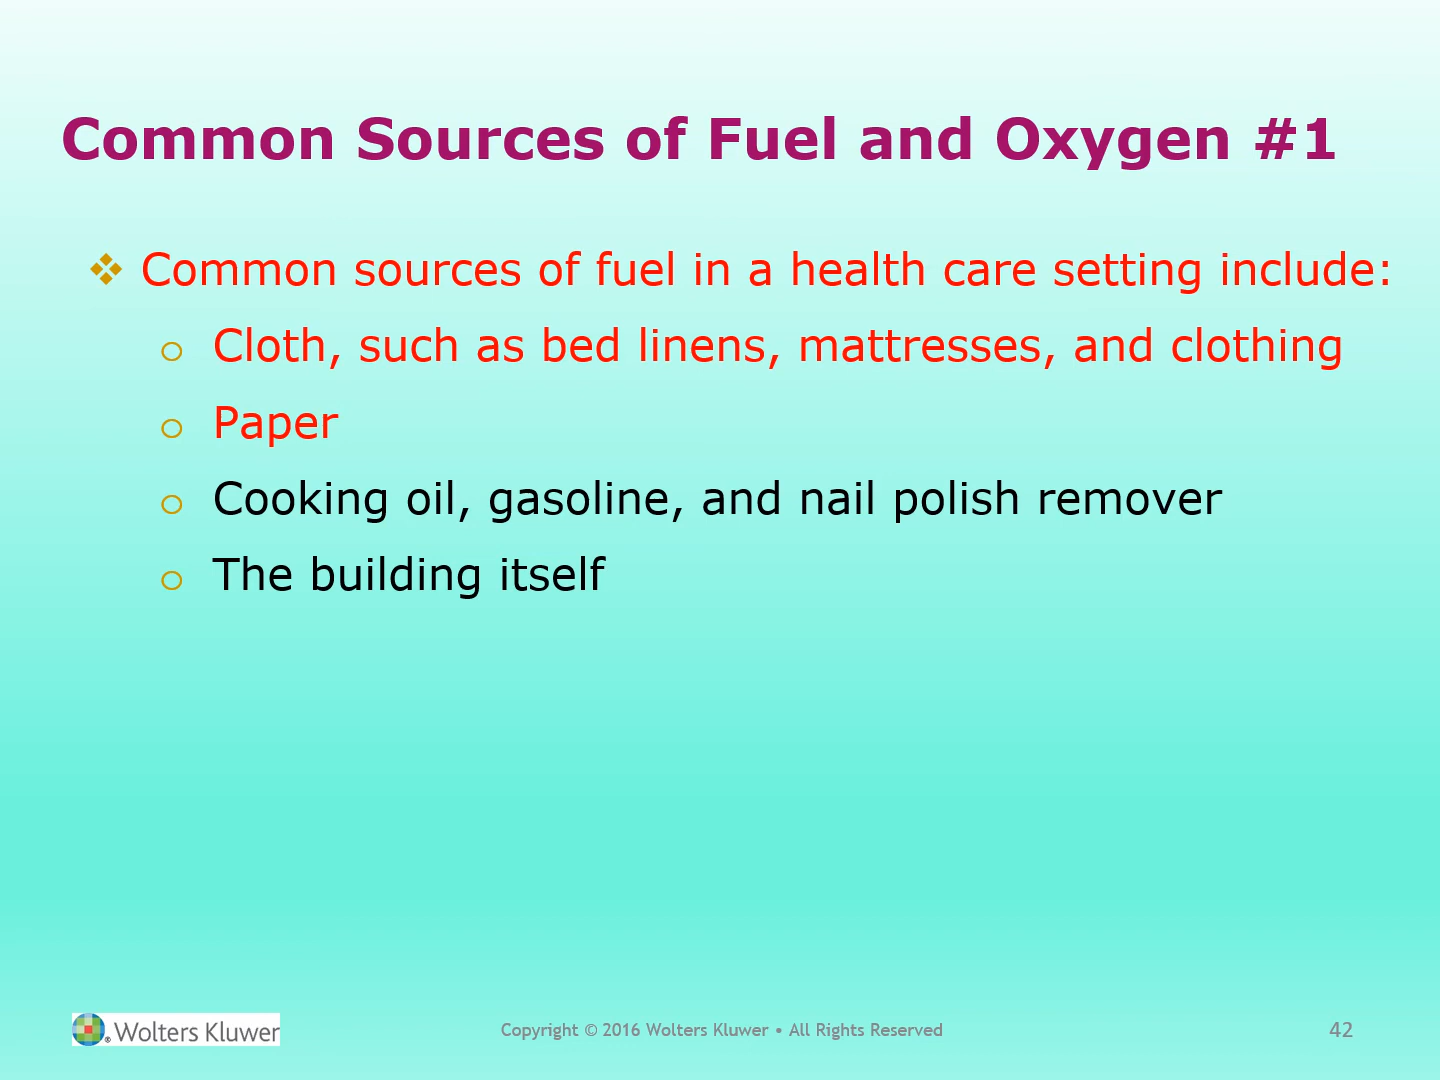 Common Sources of Fuel and Oxygen #1
❖ Common sources of fuel in a health care setting include:
o Cloth, such as bed linens, mattresses, and clothing
o Paper
o Cooking oil, gasoline, and nail polish remover
o The building itself
® Wolters Kluwer
Copyright © 2016 Wolters Kluwer • All Rights Reserved
42